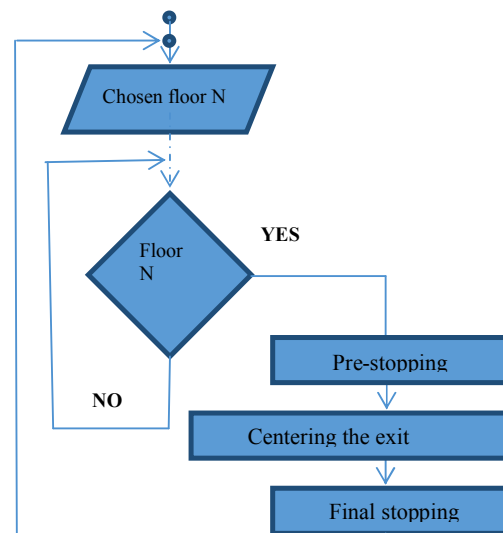 Chosen floor N
Floor
N
YES
NO
Pre-stopping
Centering the exit
Final stopping